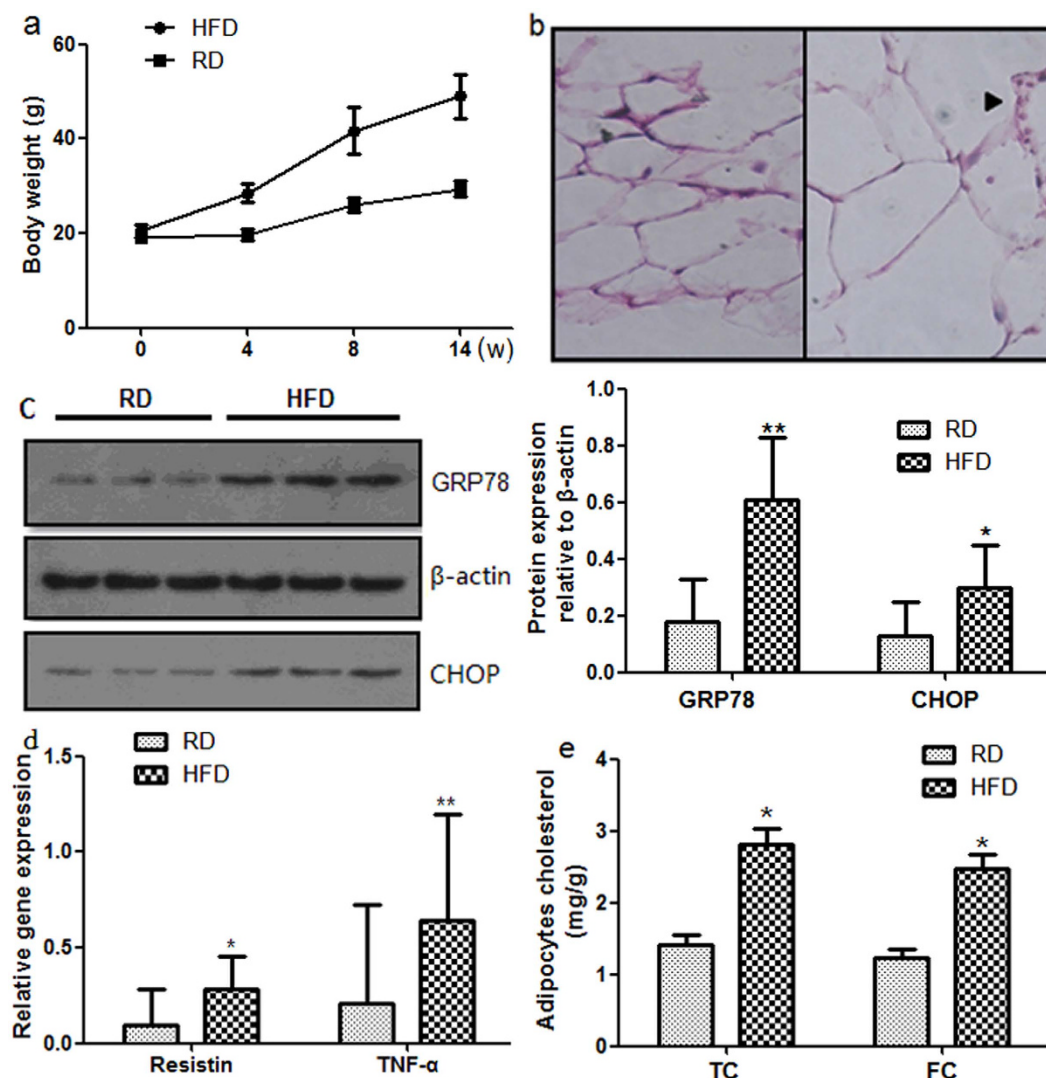 a
HFD
RD
Body weight (g)
60
40
20
0
0 4 8 14 (w)
b
c
RD HFD
GRP78
β-actin
CHOP
Protein expression
relative to β-actin
1.0
0.8
0.6
0.4
0.2
0.0
RD
HFD
**
*
GRP78 CHOP
d
RD
HFD
Relative gene expression
1.5
1.0
0.5
0.0
*
**
Resistin TNF-α
e
RD
HFD
Adipocytes cholesterol
(mg/g)
4
3
2
1
0
*
*
TC FC